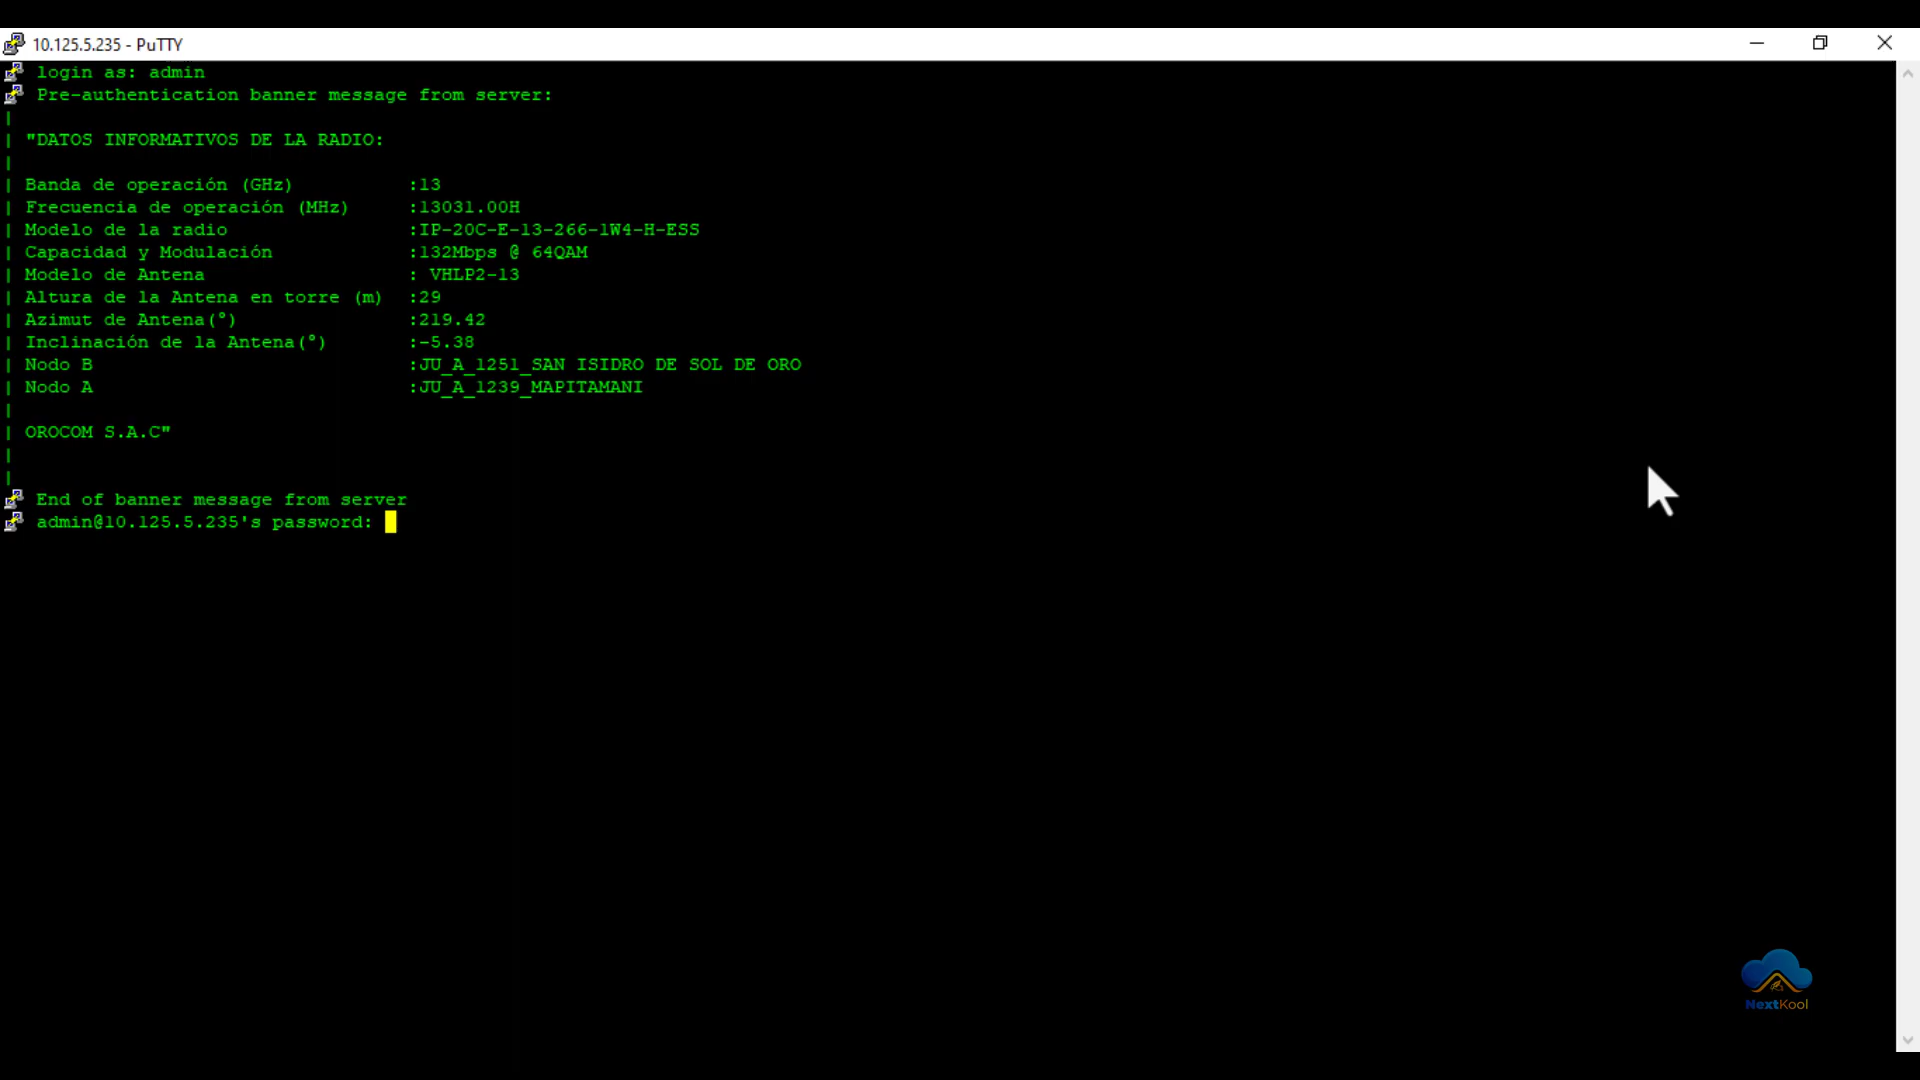 10.125.5.235 - PuTTY
login as: admin
Pre-authentication banner message from server:
|
| "DATOS INFORMATIVOS DE LA RADIO:
|
| Banda de operación (GHz) :13
| Frecuencia de operación (MHz) :13031.00H
| Modelo de la radio :IP-20C-E-13-266-1W4-H-ESS
| Capacidad y Modulación :132Mbps @ 64QAM
| Modelo de Antena : VHLP2-13
| Altura de la Antena en torre (m) :29
| Azimut de Antena(°) :219.42
| Inclinación de la Antena(°) :-5.38
| Nodo B :JU_A_1251_SAN ISIDRO DE SOL DE ORO
| Nodo A :JU_A_1239_MAPITAMANI
|
| OROCOM S.A.C"
|
|
End of banner message from server
admin@10.125.5.235's password:
NextKool